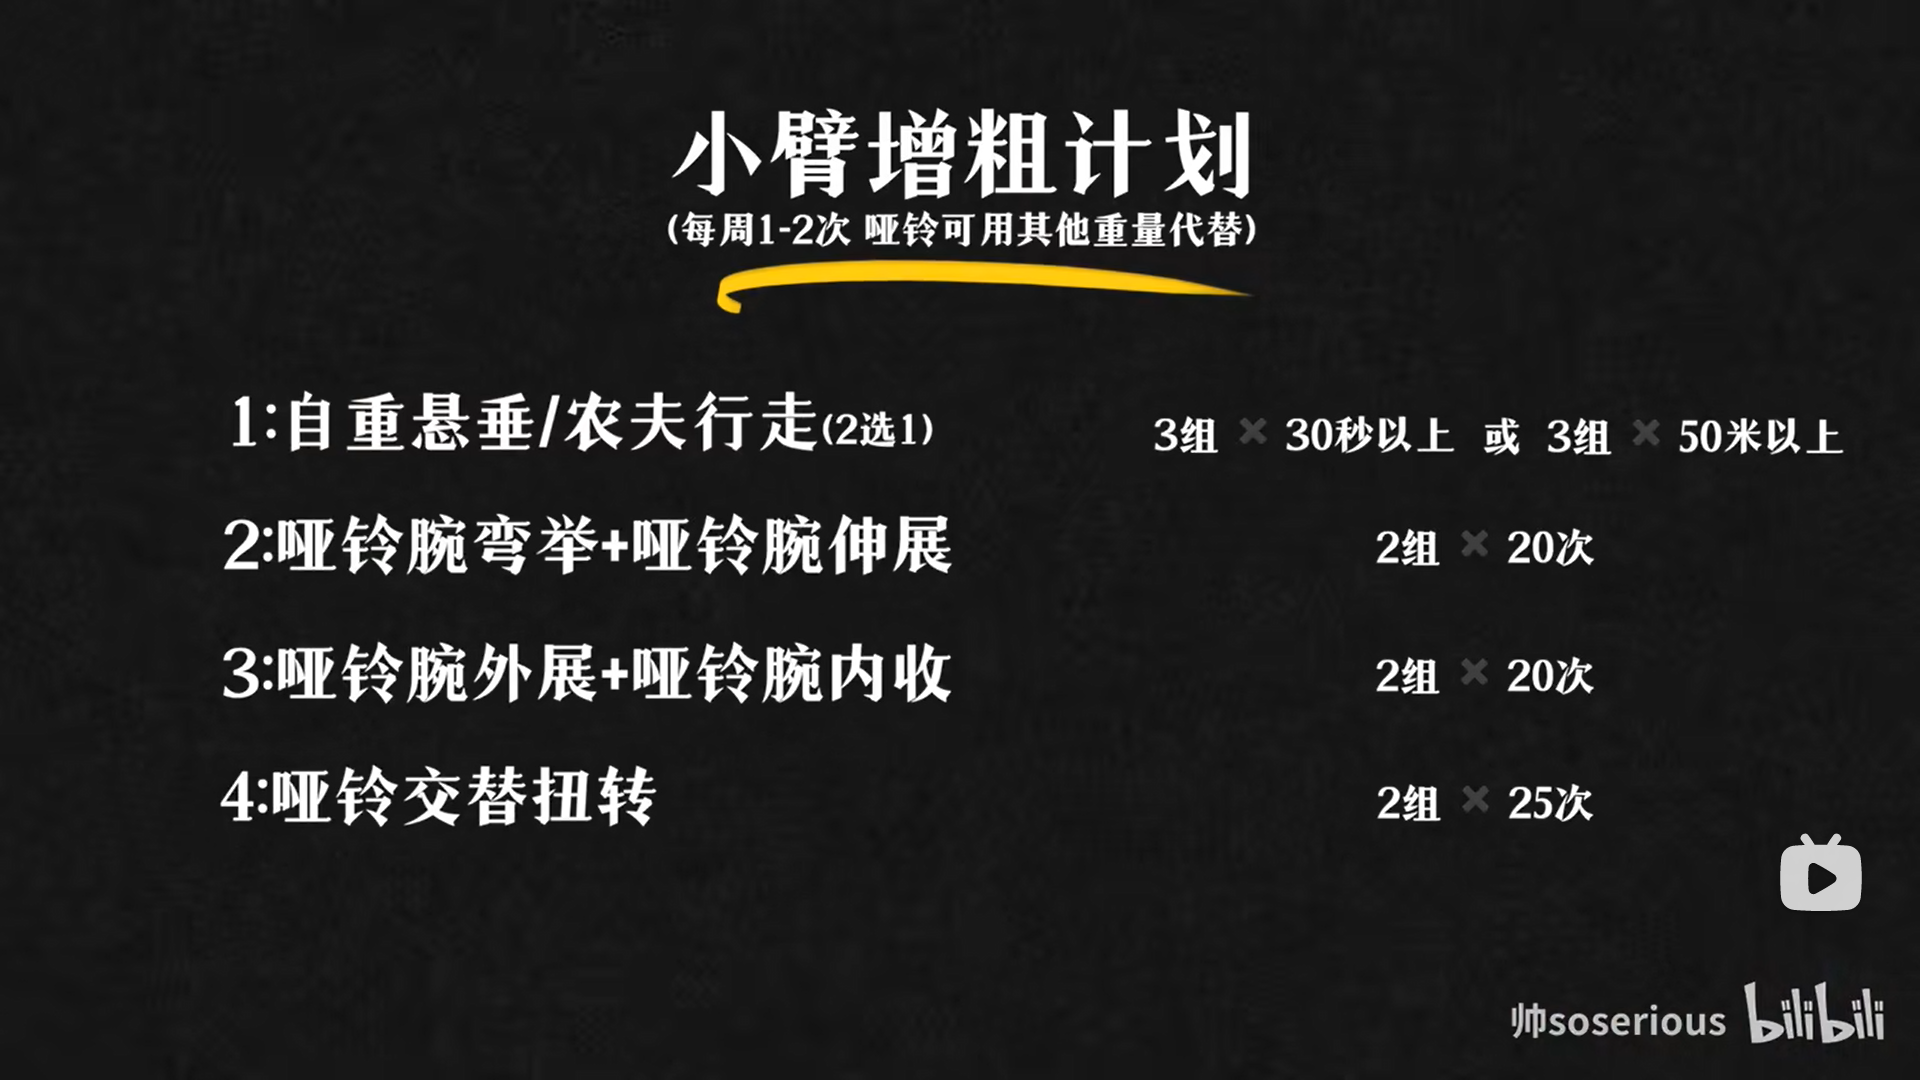 小臂增粗计划
(每周1-2次 哑铃可用其他重量代替)
1:自重悬垂/农夫行走(2选1) 3组 × 30秒以上 或 3组 × 50米以上
2:哑铃腕弯举+哑铃腕伸展 2组 × 20次
3:哑铃腕外展+哑铃腕内收 2组 × 20次
4:哑铃交替扭转 2组 × 25次
帅soserious bilibili